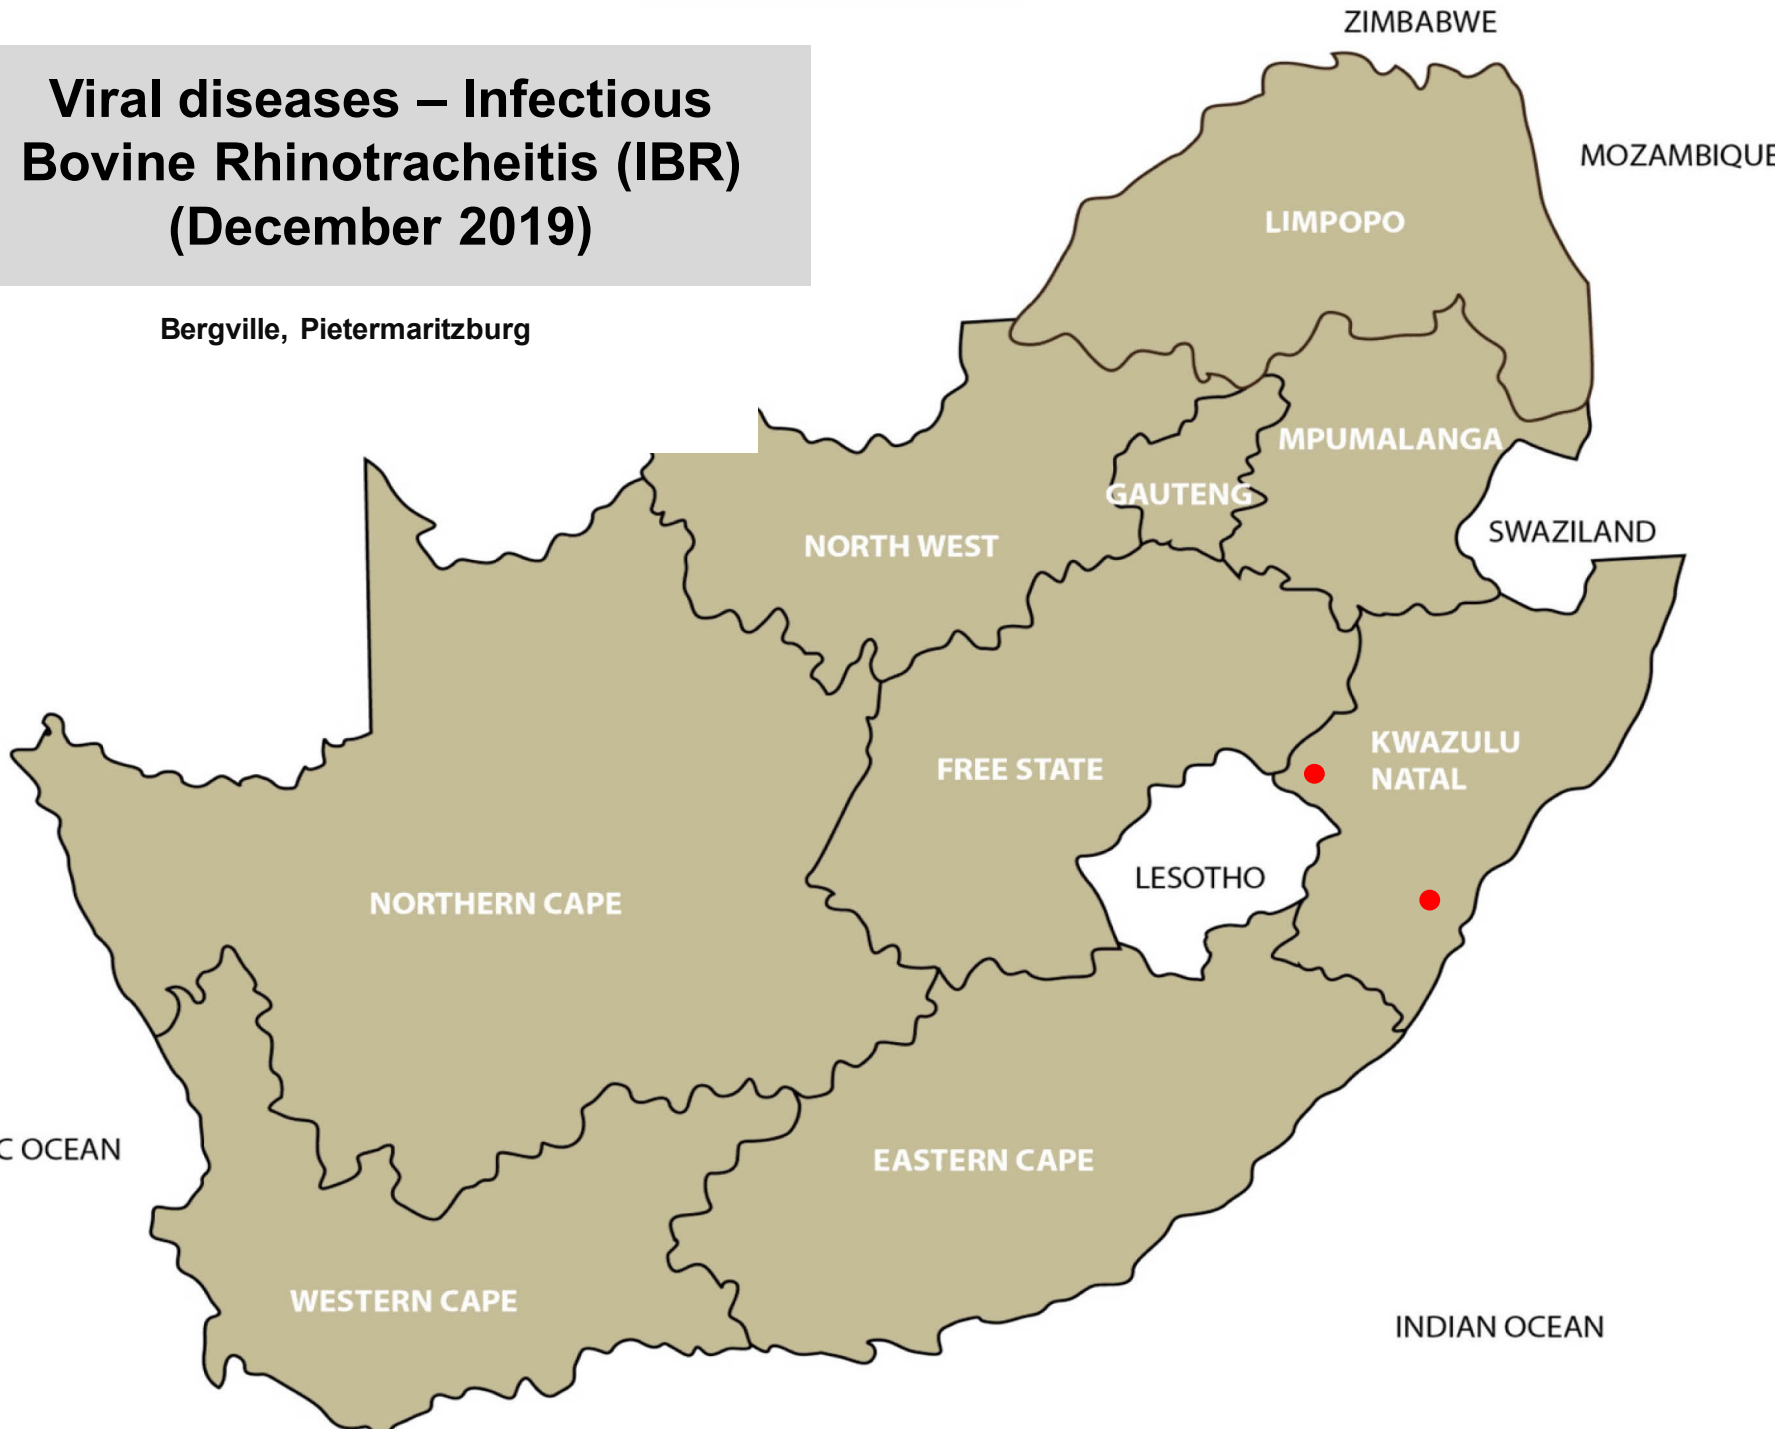 ZIMBABWE
Viral diseases – Infectious
Bovine Rhinotracheitis (IBR)
(December 2019)
MOZAMBIQUE
LIMPOPO
Bergville, Pietermaritzburg
MPUMALANGA
GAUTENG
SWAZILAND
NORTH WEST
KWAZULU
NATAL
FREE STATE
LESOTHO
NORTHERN CAPE
C OCEAN
EASTERN CAPE
WESTERN CAPE
INDIAN OCEAN